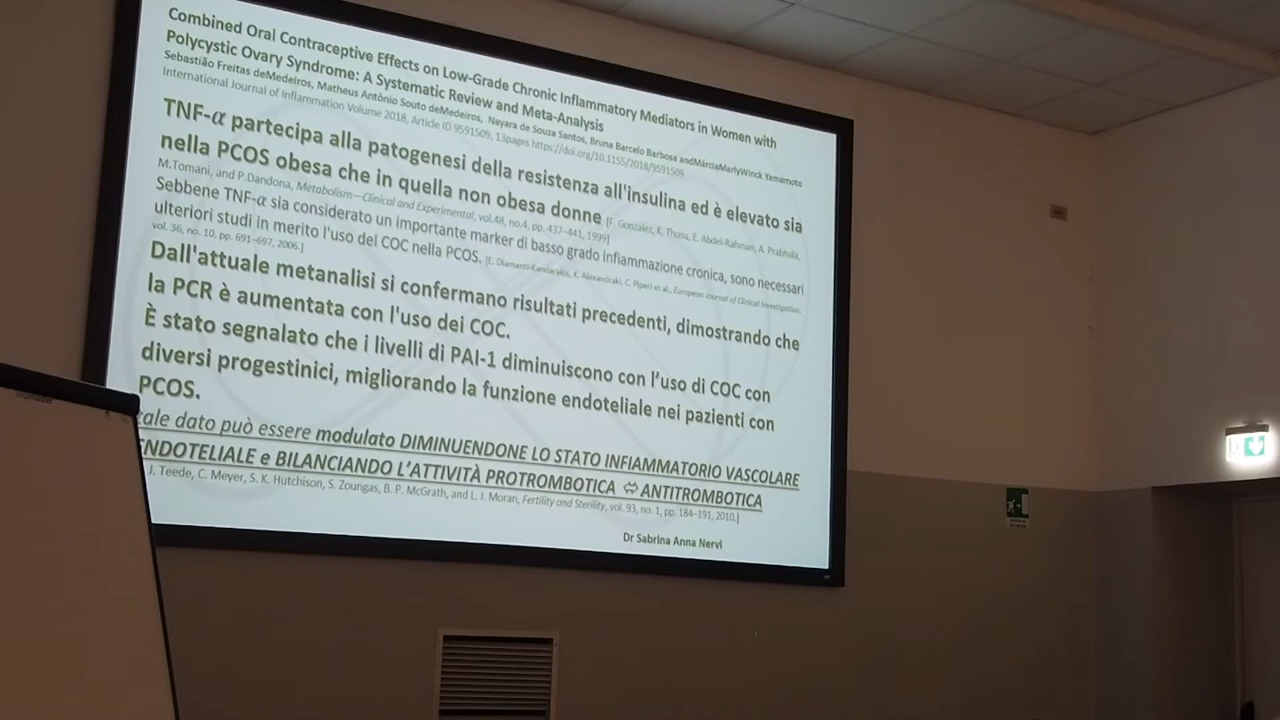 Combined Oral Contraceptive Effects on Low-Grade Chronic Inflammatory Mediators in Women with
Polycystic Ovary Syndrome: A Systematic Review and Meta-Analysis
Sebastião Freitas deMedeiros, Matheus Antônio Souto deMedeiros, Nayara de Souza Santos, Bruna Barcelo Barbosa andMárciaMarlyWinck Yamamoto
International Journal of Inflammation Volume 2018, Article ID 9591509, 13pages https://doi.org/10.1155/2018/9591509
TNF-α partecipa alla patogenesi della resistenza all'insulina ed è elevato sia
nella PCOS obesa che in quella non obesa donne [F. Gonzalez, K. Thusu, E. Abdel-Rahman, A. Prabhala,
M.Tomani, and P.Dandona, Metabolism—Clinical and Experimental, vol.48, no.4, pp. 437–441, 1999]
Sebbene TNF-α sia considerato un importante marker di basso grado infiammazione cronica, sono necessari
ulteriori studi in merito l'uso del COC nella PCOS. [E. Diamanti-Kandarakis, K. Alexandraki, C. Piperi et al., European Journal of Clinical Investigation,
vol. 36, no. 10, pp. 691–697, 2006.]
Dall'attuale metanalisi si confermano risultati precedenti, dimostrando che
la PCR è aumentata con l'uso dei COC.
È stato segnalato che i livelli di PAI-1 diminuiscono con l'uso di COC con
diversi progestinici, migliorando la funzione endoteliale nei pazienti con
PCOS.
tale dato può essere modulato DIMINUENDONE LO STATO INFIAMMATORIO VASCOLARE
ENDOTELIALE e BILANCIANDO L'ATTIVITÀ PROTROMBOTICA ⇔ ANTITROMBOTICA
J. Teede, C. Meyer, S. K. Hutchison, S. Zoungas, B. P. McGrath, and L. J. Moran, Fertility and Sterility, vol. 93, no. 1, pp. 184–191, 2010.]
Dr Sabrina Anna Nervi